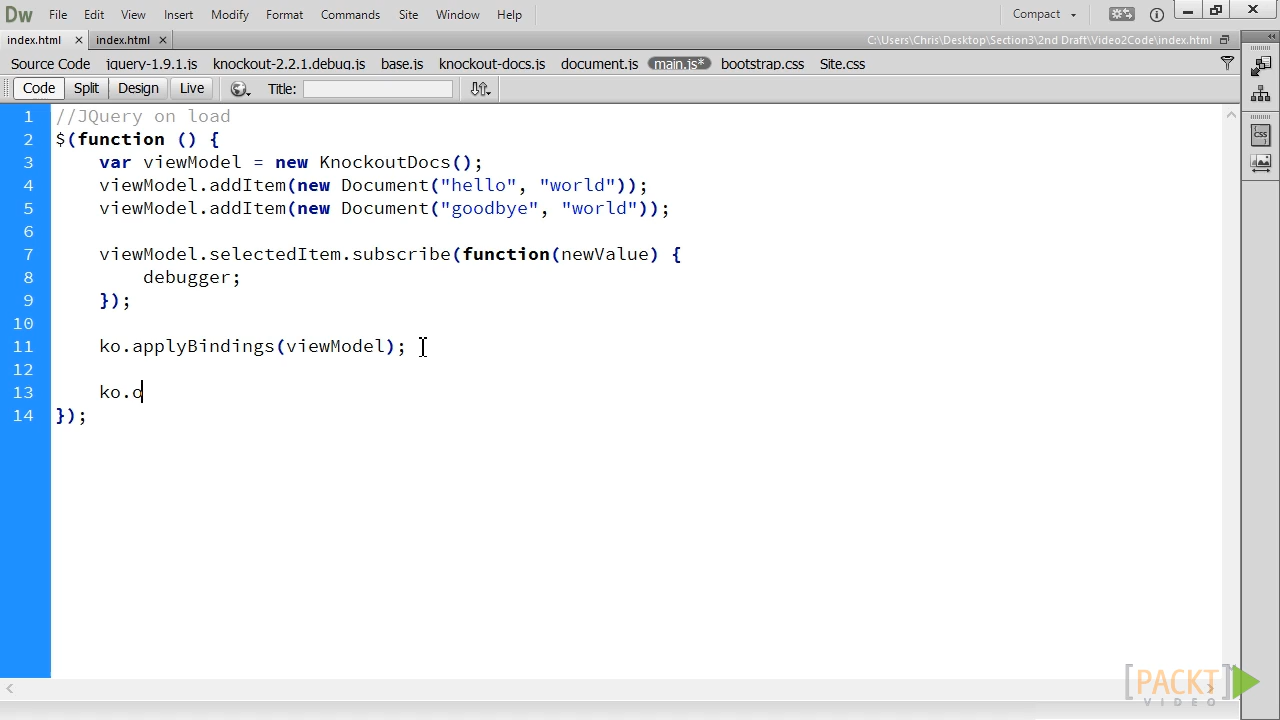 Dw File Edit View Insert Modify Format Commands Site Window Help Compact
index.html index.html C:\Users\Chris\Desktop\Section3\2nd Draft\Video2Code\index.html
Source Code jquery-1.9.1.js knockout-2.2.1.debug.js base.js knockout-docs.js document.js main.js* bootstrap.css Site.css
Code Split Design Live Title:
1 //JQuery on load
2 $(function () {
3 var viewModel = new KnockoutDocs();
4 viewModel.addItem(new Document("hello", "world"));
5 viewModel.addItem(new Document("goodbye", "world"));
6
7 viewModel.selectedItem.subscribe(function(newValue) {
8 debugger;
9 });
10
11 ko.applyBindings(viewModel);
12
13 ko.o
14 });
[PACKT]
VIDEO